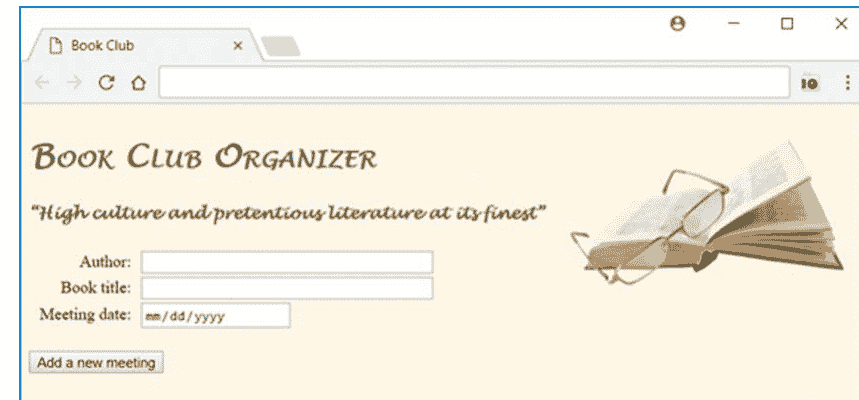 Book Club
Book Club Organizer
“High culture and pretentious literature at its finest”
Author:
Book title:
Meeting date: mm/dd/yyyy
Add a new meeting